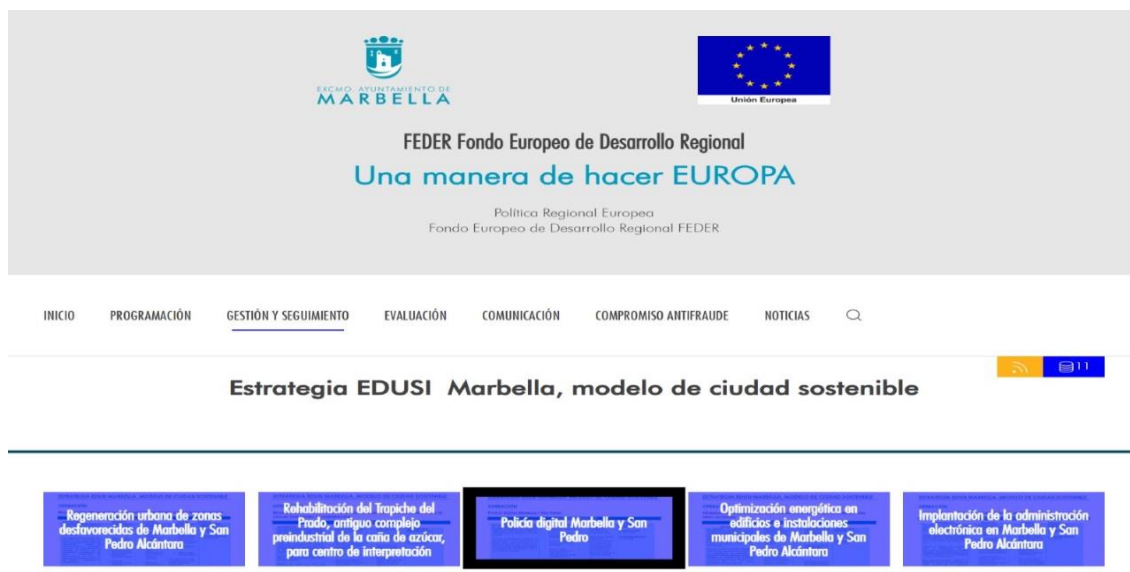 EXCMO. AYUNTAMIENTO DE
MARBELLA
Unión Europea
FEDER Fondo Europeo de Desarrollo Regional
Una manera de hacer EUROPA
Política Regional Europea
Fondo Europeo de Desarrollo Regional FEDER
INICIO PROGRAMACIÓN GESTIÓN Y SEGUIMIENTO EVALUACIÓN COMUNICACIÓN COMPROMISO ANTIFRAUDE NOTICIAS
11
Estrategia EDUSI Marbella, modelo de ciudad sostenible
Regeneración urbana de zonas
desfavorecidas de Marbella y San
Pedro Alcántara
Rehabilitación del Trapiche del
Prado, antiguo complejo
preindustrial de la caña de azúcar,
para centro de interpretación
Policía digital Marbella y San
Pedro
Optimización energética en
edificios e instalaciones
municipales de Marbella y San
Pedro Alcántara
Implantación de la administración
electrónica en Marbella y San
Pedro Alcántara